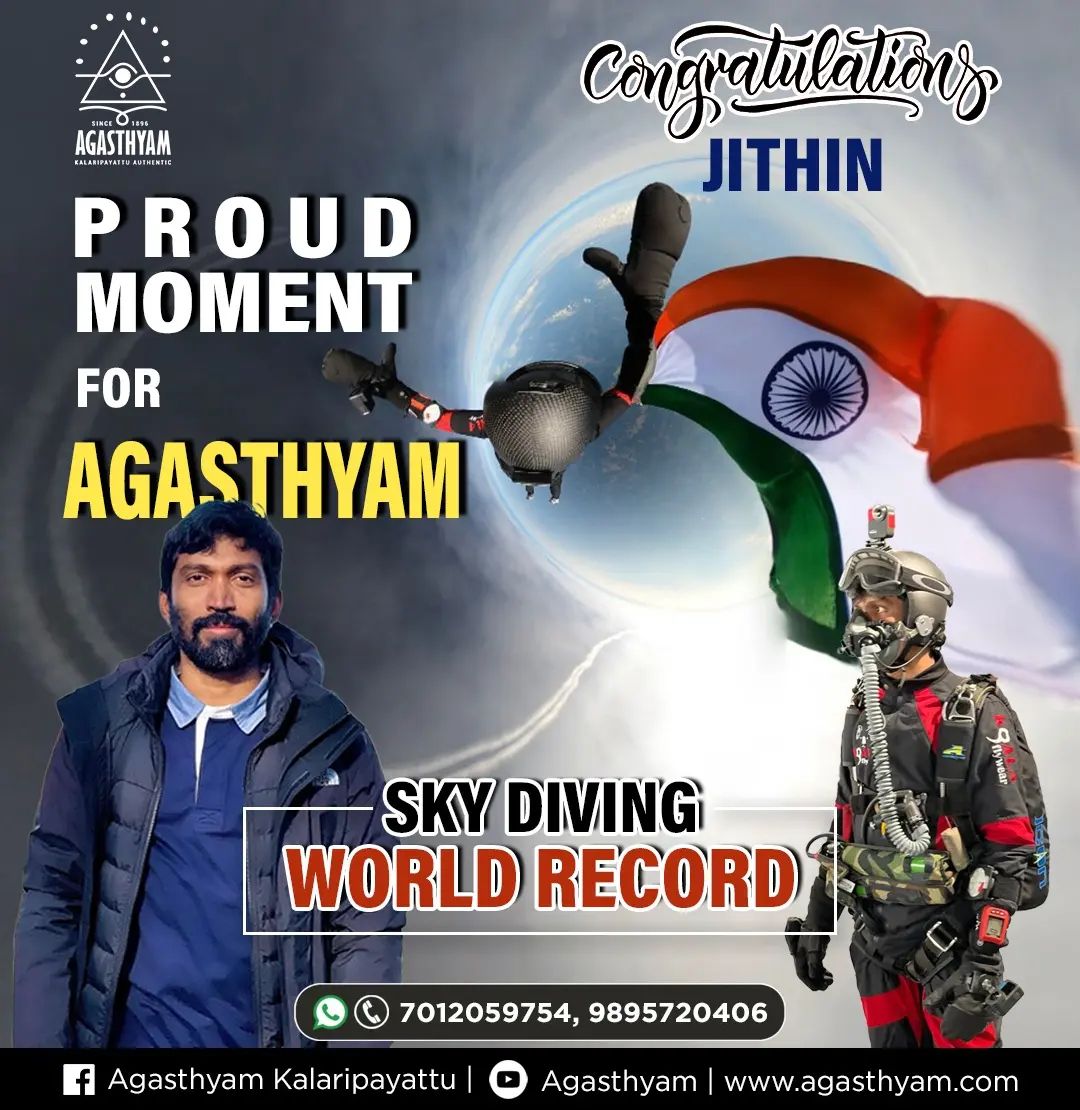 SINCE 1896
AGASTHYAM
KALARIPAYATTU AUTHENTIC
Congratulations
JITHIN
PROUD
MOMENT
FOR
AGASTHYAM
SKY DIVING
WORLD RECORD
7012059754, 9895720406
Agasthyam Kalaripayattu | Agasthyam | www.agasthyam.com